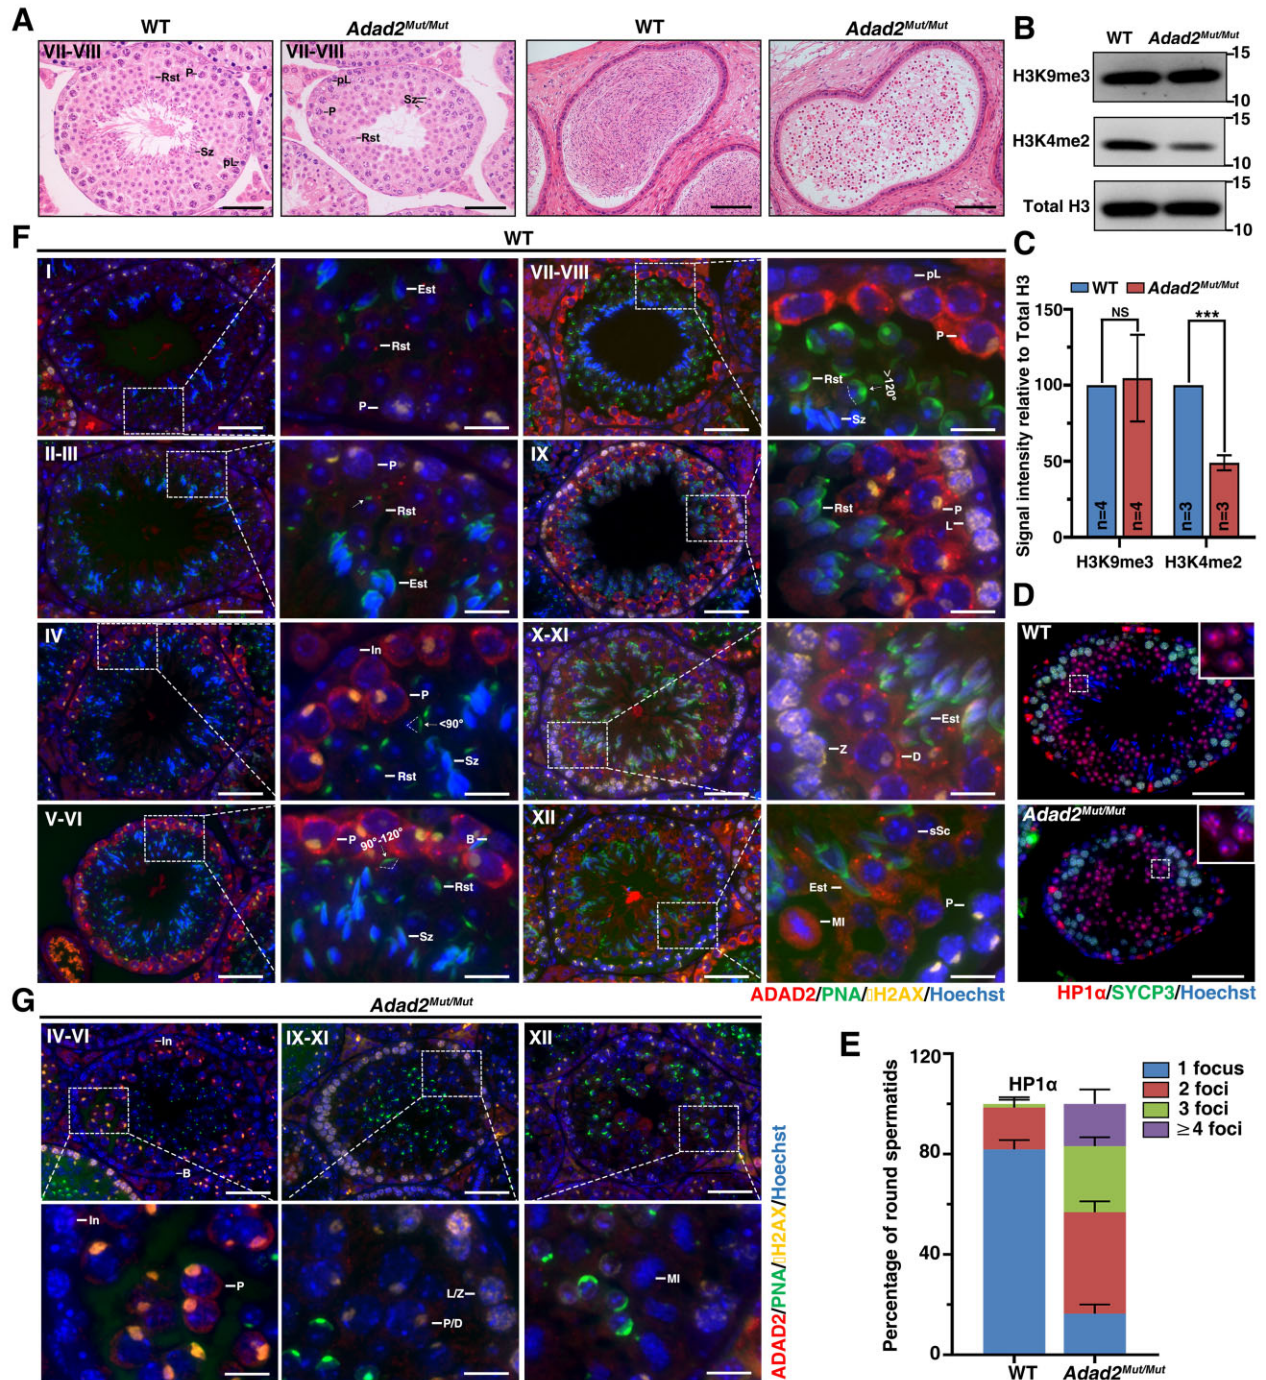 A
WT
Adad2Mut/Mut
WT
Adad2Mut/Mut
VII-VIII
Rst
P
Sz
pL
VII-VIII
pL
P
Sz
Rst
B
WT Adad2Mut/Mut
H3K9me3
15
10
H3K4me2
15
10
Total H3
15
10
C
WT Adad2Mut/Mut
Signal intensity relative to Total H3
150
100
50
0
NS
***
n=4
n=4
n=3
n=3
H3K9me3 H3K4me2
D
WT
Adad2Mut/Mut
HP1α/SYCP3/Hoechst
F
WT
I
Est
Rst
P
VII-VIII
pL
P
Rst
>120°
Sz
II-III
P
Rst
Est
IX
Rst
P
L
IV
In
P
<90°
Sz
Rst
X-XI
Est
Z
D
V-VI
P
90°-120°
B
Rst
Sz
XII
sSc
Est
P
MI
ADAD2/PNA/▯H2AX/Hoechst
G
Adad2Mut/Mut
IV-VI
In
B
IX-XI
XII
In
P
L/Z
P/D
MI
ADAD2/PNA/▯H2AX/Hoechst
E
Percentage of round spermatids
120
80
40
0
HP1α
1 focus
2 foci
3 foci
≥4 foci
WT Adad2Mut/Mut